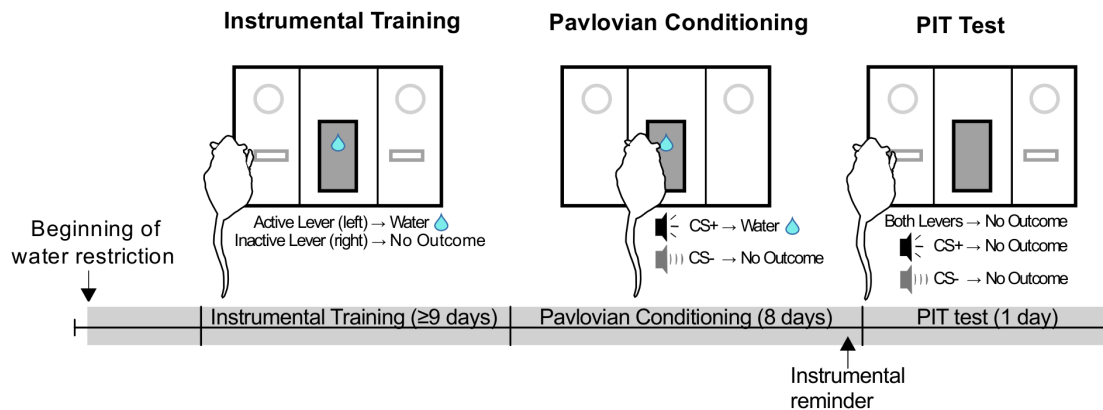 Instrumental Training
Pavlovian Conditioning
PIT Test
Active Lever (left) → Water
Inactive Lever (right) → No Outcome
CS+ → Water
CS- → No Outcome
Both Levers → No Outcome
CS+ → No Outcome
CS- → No Outcome
Beginning of
water restriction
Instrumental Training (≥9 days)
Pavlovian Conditioning (8 days)
PIT test (1 day)
Instrumental
reminder